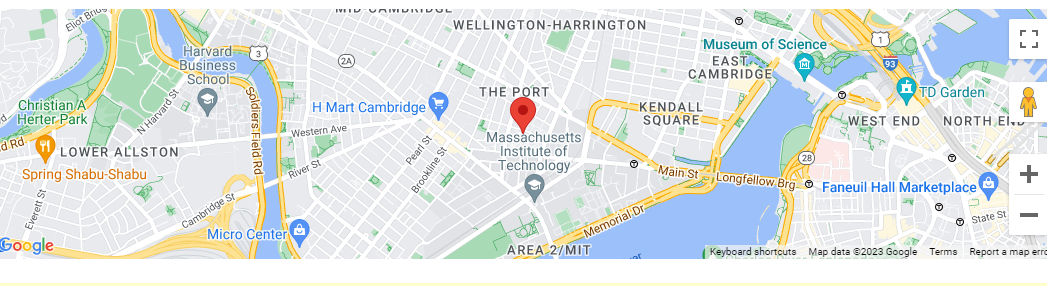 Eliot Bridge
MID-CAMBRIDGE
WELLINGTON-HARRINGTON
1
Harvard
Business
School
3
2A
Museum of Science
EAST
CAMBRIDGE
93
Christian A
Herter Park
N Harvard St
Soldiers Field Rd
H Mart Cambridge
THE PORT
KENDALL
SQUARE
TD Garden
WEST END
NORTH END
Western Ave
d Rd
LOWER ALLSTON
Spring Shabu-Shabu
Pearl St
Brookline St
Massachusetts
Institute of
Technology
28
River St
Main St
Longfellow Brg
Faneuil Hall Marketplace
Everett St
Cambridge St
Micro Center
Memorial Dr
State St
Google
AREA 2/MIT
Keyboard shortcuts
Map data ©2023 Google
Terms
Report a map erro